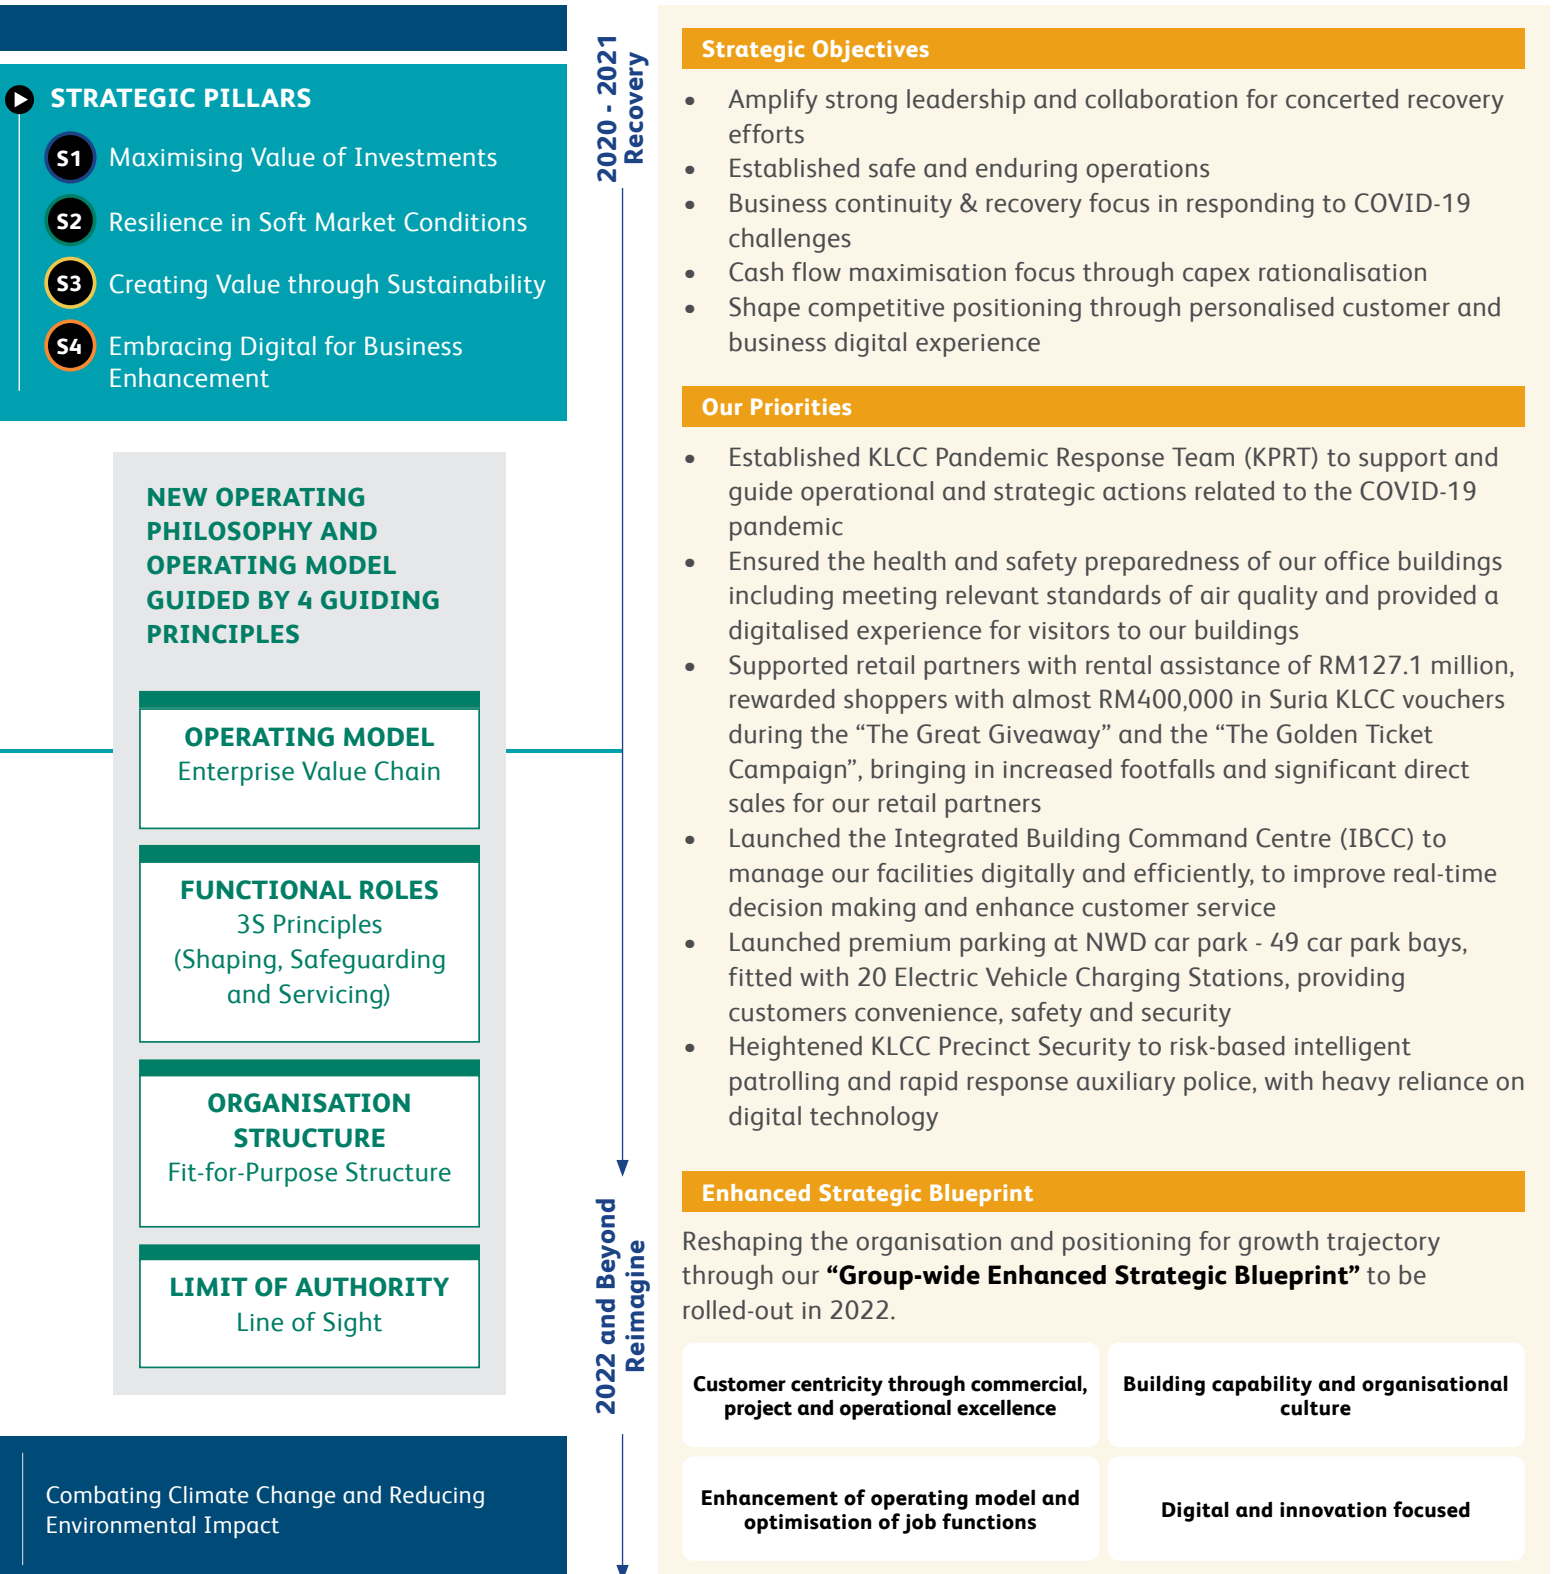 STRATEGIC PILLARS
S1 Maximising Value of Investments
S2 Resilience in Soft Market Conditions
S3 Creating Value through Sustainability
S4 Embracing Digital for Business
Enhancement
NEW OPERATING
PHILOSOPHY AND
OPERATING MODEL
GUIDED BY 4 GUIDING
PRINCIPLES
OPERATING MODEL
Enterprise Value Chain
FUNCTIONAL ROLES
3S Principles
(Shaping, Safeguarding
and Servicing)
ORGANISATION
STRUCTURE
Fit-for-Purpose Structure
LIMIT OF AUTHORITY
Line of Sight
Combating Climate Change and Reducing
Environmental Impact
2020 - 2021
Recovery
Strategic Objectives
• Amplify strong leadership and collaboration for concerted recovery
efforts
• Established safe and enduring operations
• Business continuity & recovery focus in responding to COVID-19
challenges
• Cash flow maximisation focus through capex rationalisation
• Shape competitive positioning through personalised customer and
business digital experience
Our Priorities
• Established KLCC Pandemic Response Team (KPRT) to support and
guide operational and strategic actions related to the COVID-19
pandemic
• Ensured the health and safety preparedness of our office buildings
including meeting relevant standards of air quality and provided a
digitalised experience for visitors to our buildings
• Supported retail partners with rental assistance of RM127.1 million,
rewarded shoppers with almost RM400,000 in Suria KLCC vouchers
during the “The Great Giveaway” and the “The Golden Ticket
Campaign”, bringing in increased footfalls and significant direct
sales for our retail partners
• Launched the Integrated Building Command Centre (IBCC) to
manage our facilities digitally and efficiently, to improve real-time
decision making and enhance customer service
• Launched premium parking at NWD car park - 49 car park bays,
fitted with 20 Electric Vehicle Charging Stations, providing
customers convenience, safety and security
• Heightened KLCC Precinct Security to risk-based intelligent
patrolling and rapid response auxiliary police, with heavy reliance on
digital technology
2022 and Beyond
Reimagine
Enhanced Strategic Blueprint
Reshaping the organisation and positioning for growth trajectory
through our “Group-wide Enhanced Strategic Blueprint” to be
rolled-out in 2022.
Customer centricity through commercial,
project and operational excellence
Building capability and organisational
culture
Enhancement of operating model and
optimisation of job functions
Digital and innovation focused